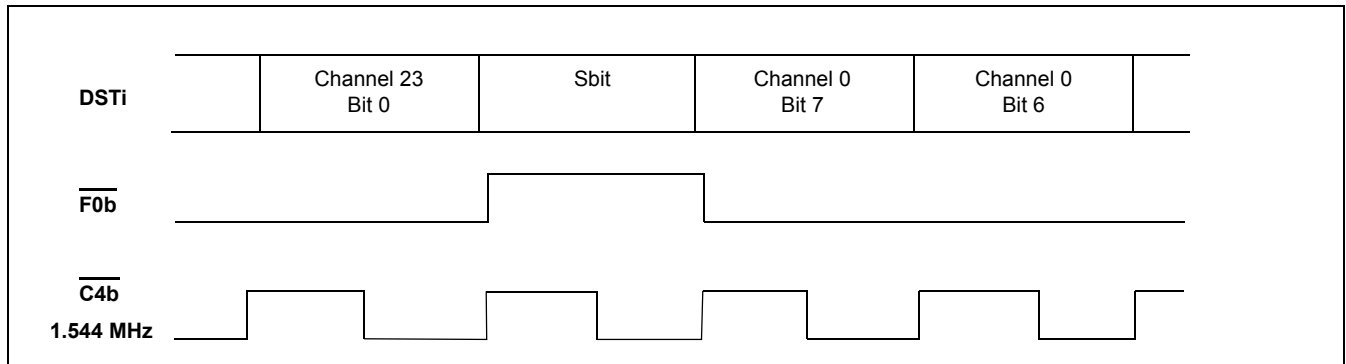 DSTi
Channel 23
Bit 0
Sbit
Channel 0
Bit 7
Channel 0
Bit 6
F0b
C4b
1.544 MHz